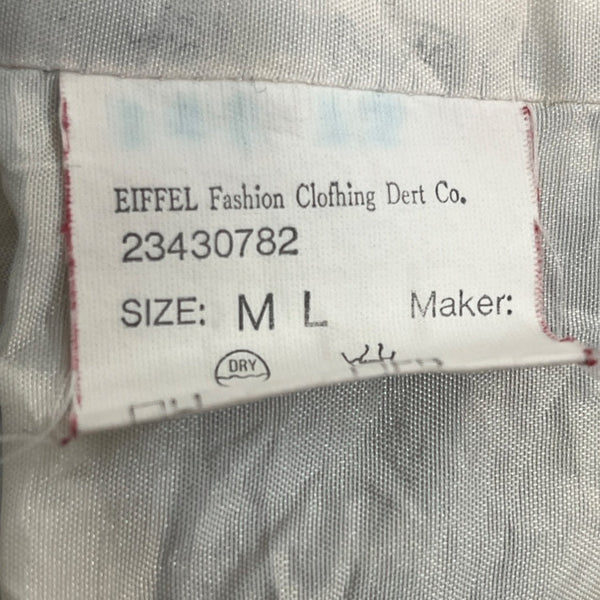 EIFFEL Fashion Clofhing Dert Co.
23430782
SIZE: M L Maker:
DRY